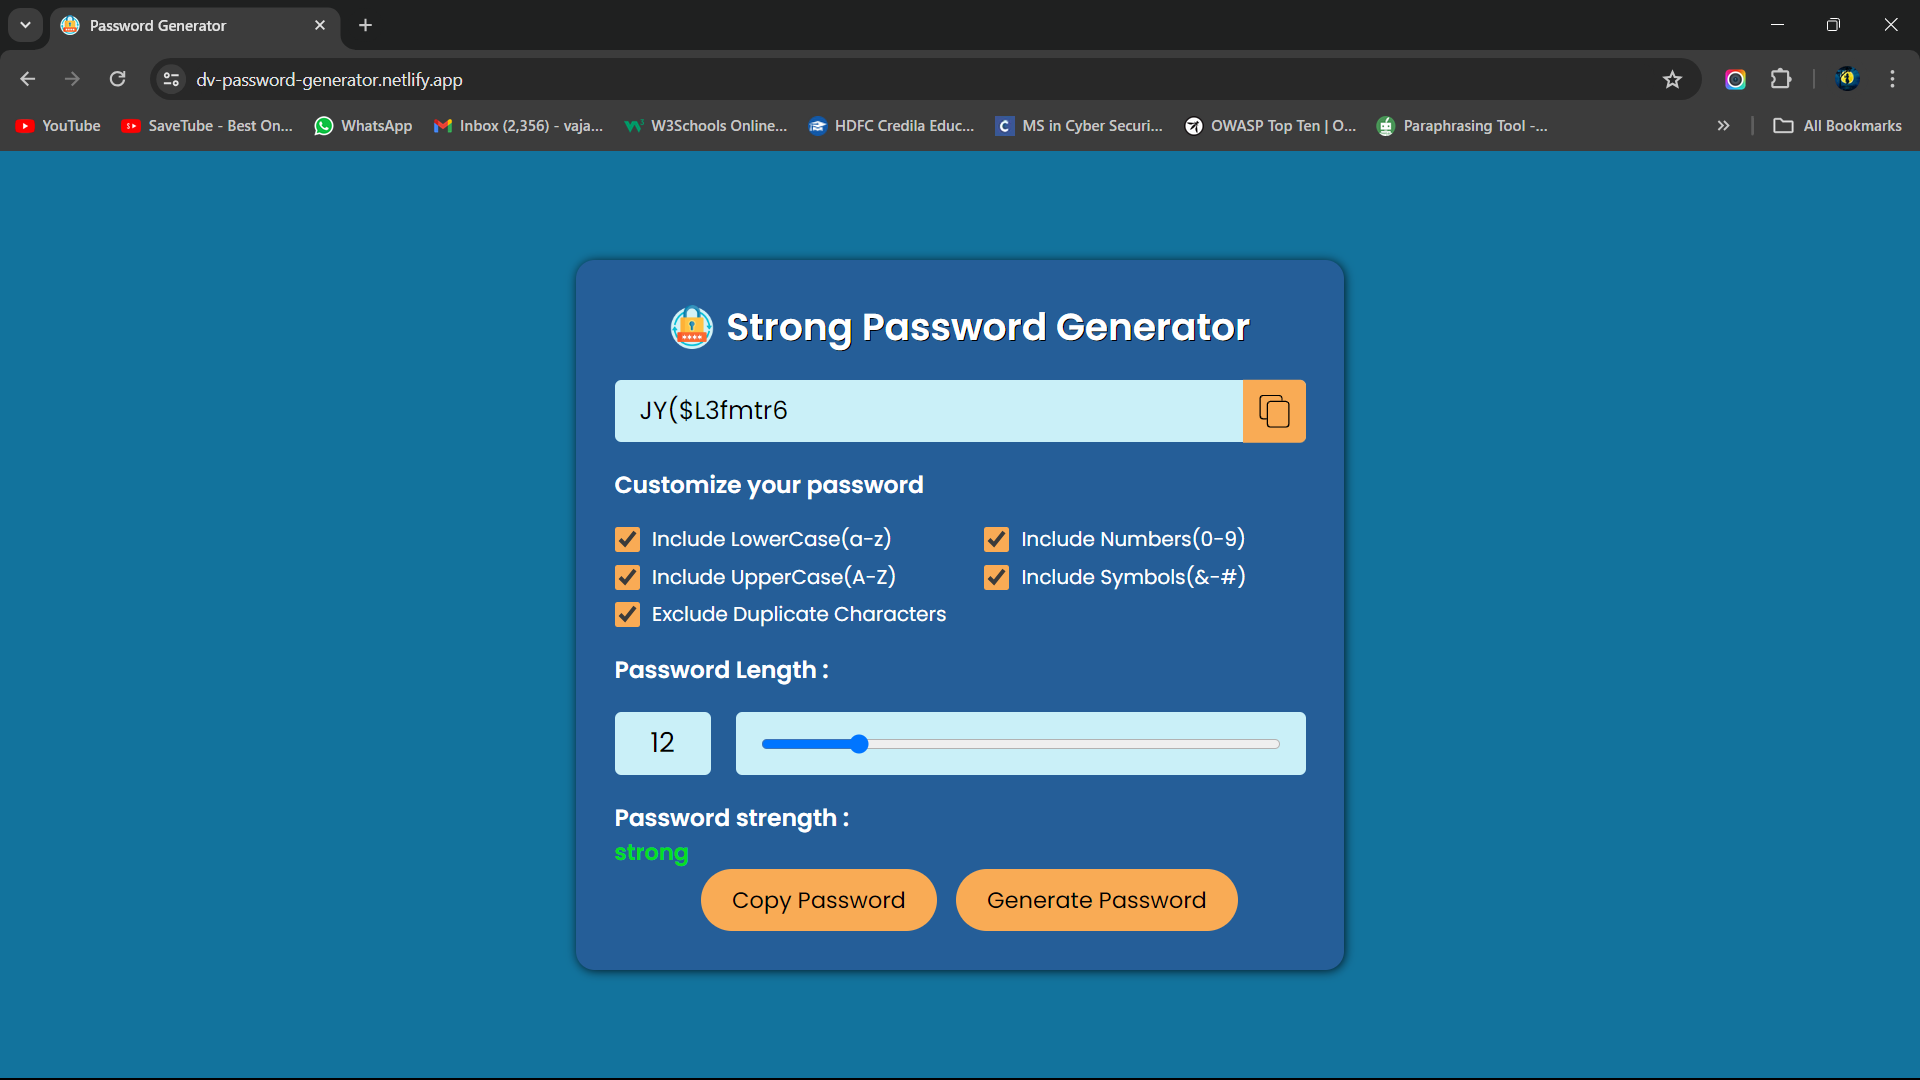 Password Generator
dv-password-generator.netlify.app
YouTube
SaveTube - Best On...
WhatsApp
Inbox (2,356) - vaja...
W3Schools Online...
HDFC Credila Educ...
MS in Cyber Securi...
OWASP Top Ten | O...
Paraphrasing Tool -...
All Bookmarks
Strong Password Generator
JY($L3fmtr6
Customize your password
Include LowerCase(a-z)
Include Numbers(0-9)
Include UpperCase(A-Z)
Include Symbols(&-#)
Exclude Duplicate Characters
Password Length :
12
Password strength :
strong
Copy Password
Generate Password